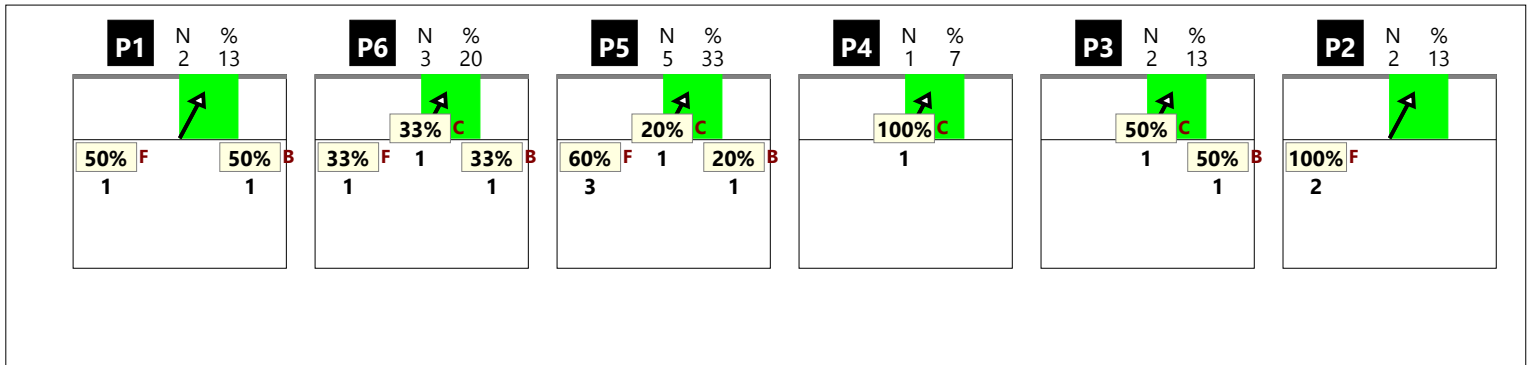 P1 N % P6 N % P5 N % P4 N % P3 N % P2 N %
2 13 3 20 5 33 1 7 2 13 2 13
33% C 20% C 100% C 50% C
50% F 50% B 33% F 1 33% B 60% F 1 20% B 1 1 50% B 100% F
1 1 1 1 3 1 1 2